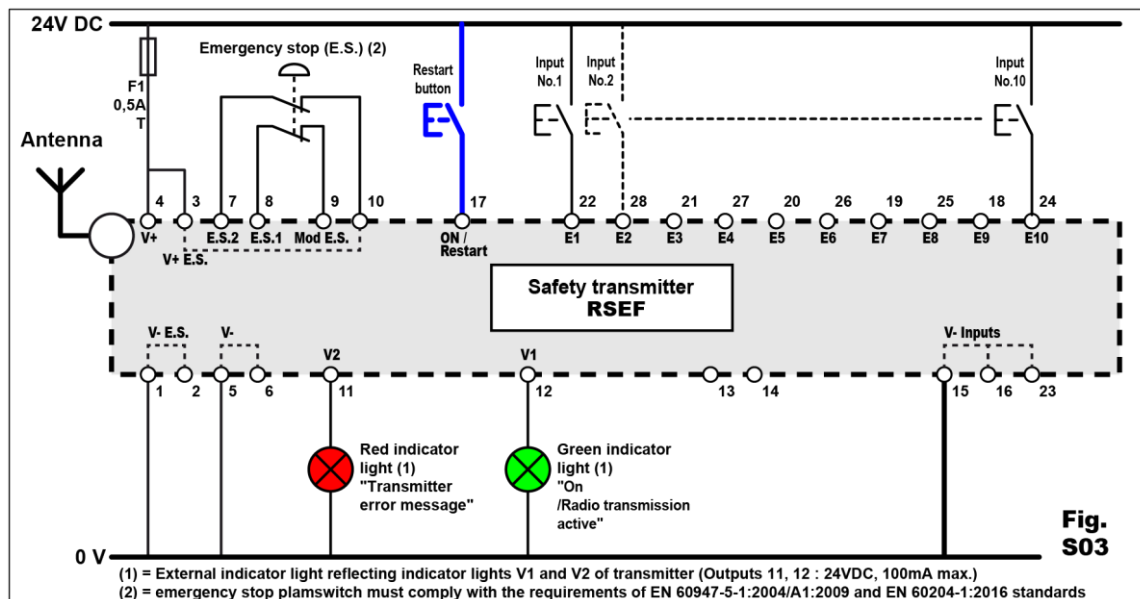 24V DC
Emergency stop (E.S.) (2)
F1
0,5A
T
Restart
button
Input
No.1
Input
No.2
Input
No.10
Antenna
4 3 7 8 9 10 17 22 28 21 27 20 26 19 25 18 24
V+ E.S.2 E.S.1 Mod E.S. ON / E1 E2 E3 E4 E5 E6 E7 E8 E9 E10
Restart
V+ E.S.
Safety transmitter
RSEF
V- E.S. V- V2 V1 V- Inputs
1 2 5 6 11 12 13 14 15 16 23
Red indicator
light (1)
"Transmitter
error message"
Green indicator
light (1)
"On
/Radio transmission
active"
Fig.
S03
0 V
(1) = External indicator light reflecting indicator lights V1 and V2 of transmitter (Outputs 11, 12 : 24VDC, 100mA max.)
(2) = emergency stop plamswitch must comply with the requirements of EN 60947-5-1:2004/A1:2009 and EN 60204-1:2016 standards